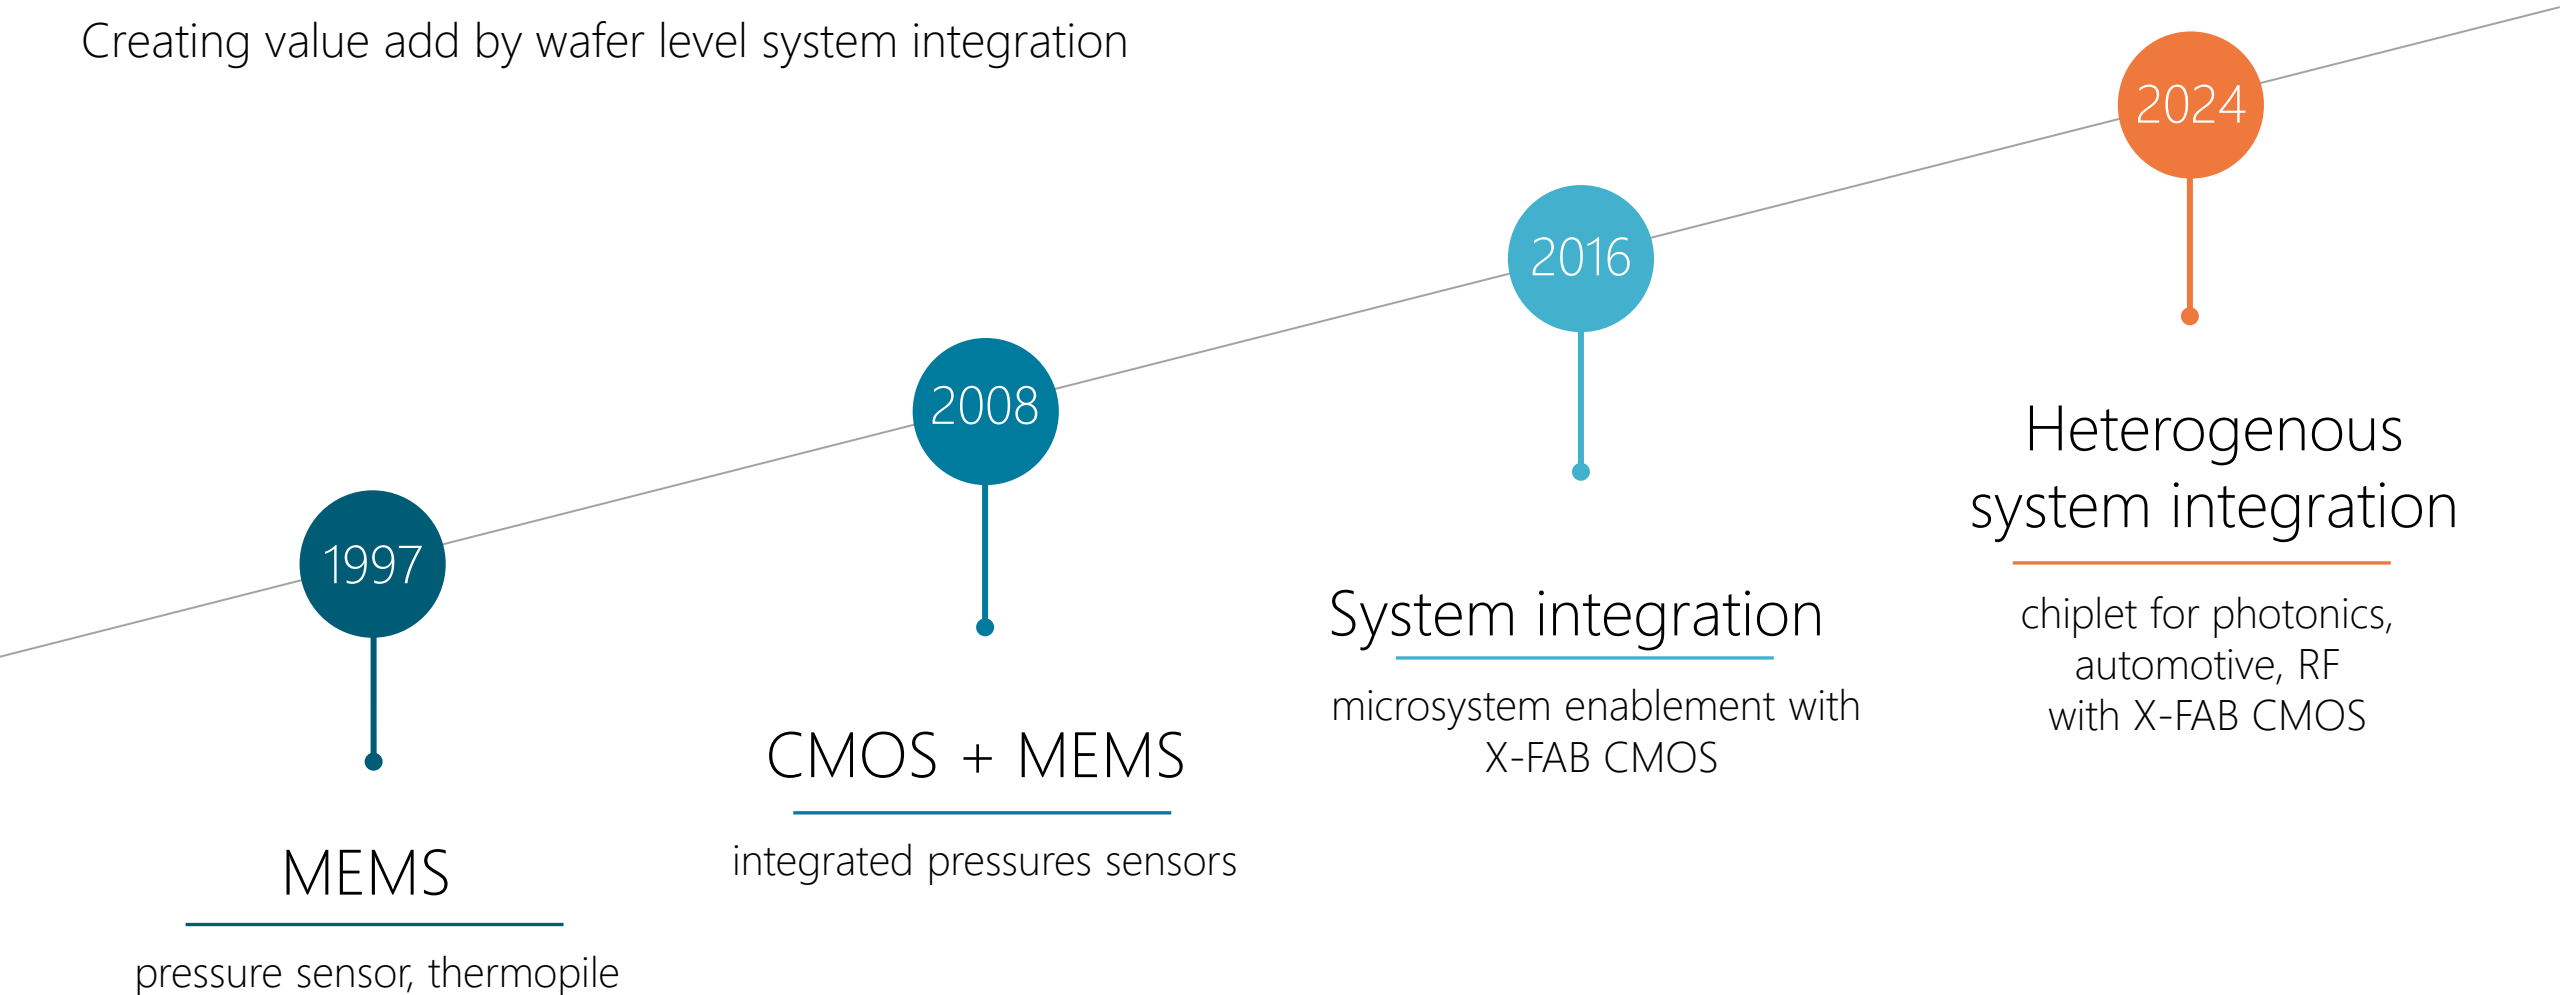 Creating value add by wafer level system integration
1997
MEMS
pressure sensor, thermopile
2008
CMOS + MEMS
integrated pressures sensors
2016
System integration
microsystem enablement with
X-FAB CMOS
2024
Heterogenous
system integration
chiplet for photonics,
automotive, RF
with X-FAB CMOS